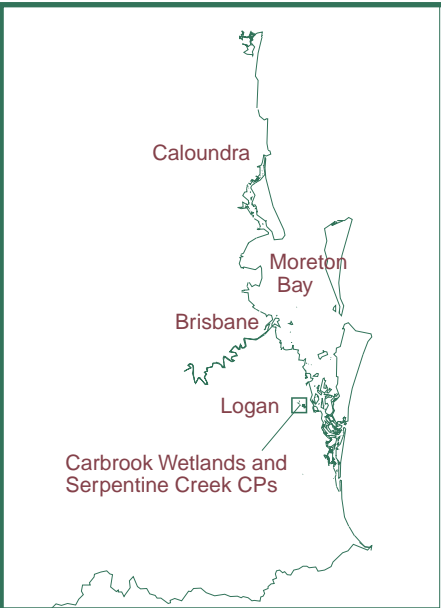 Caloundra
Moreton
Bay
Brisbane
Logan
Carbrook Wetlands and
Serpentine Creek CPs